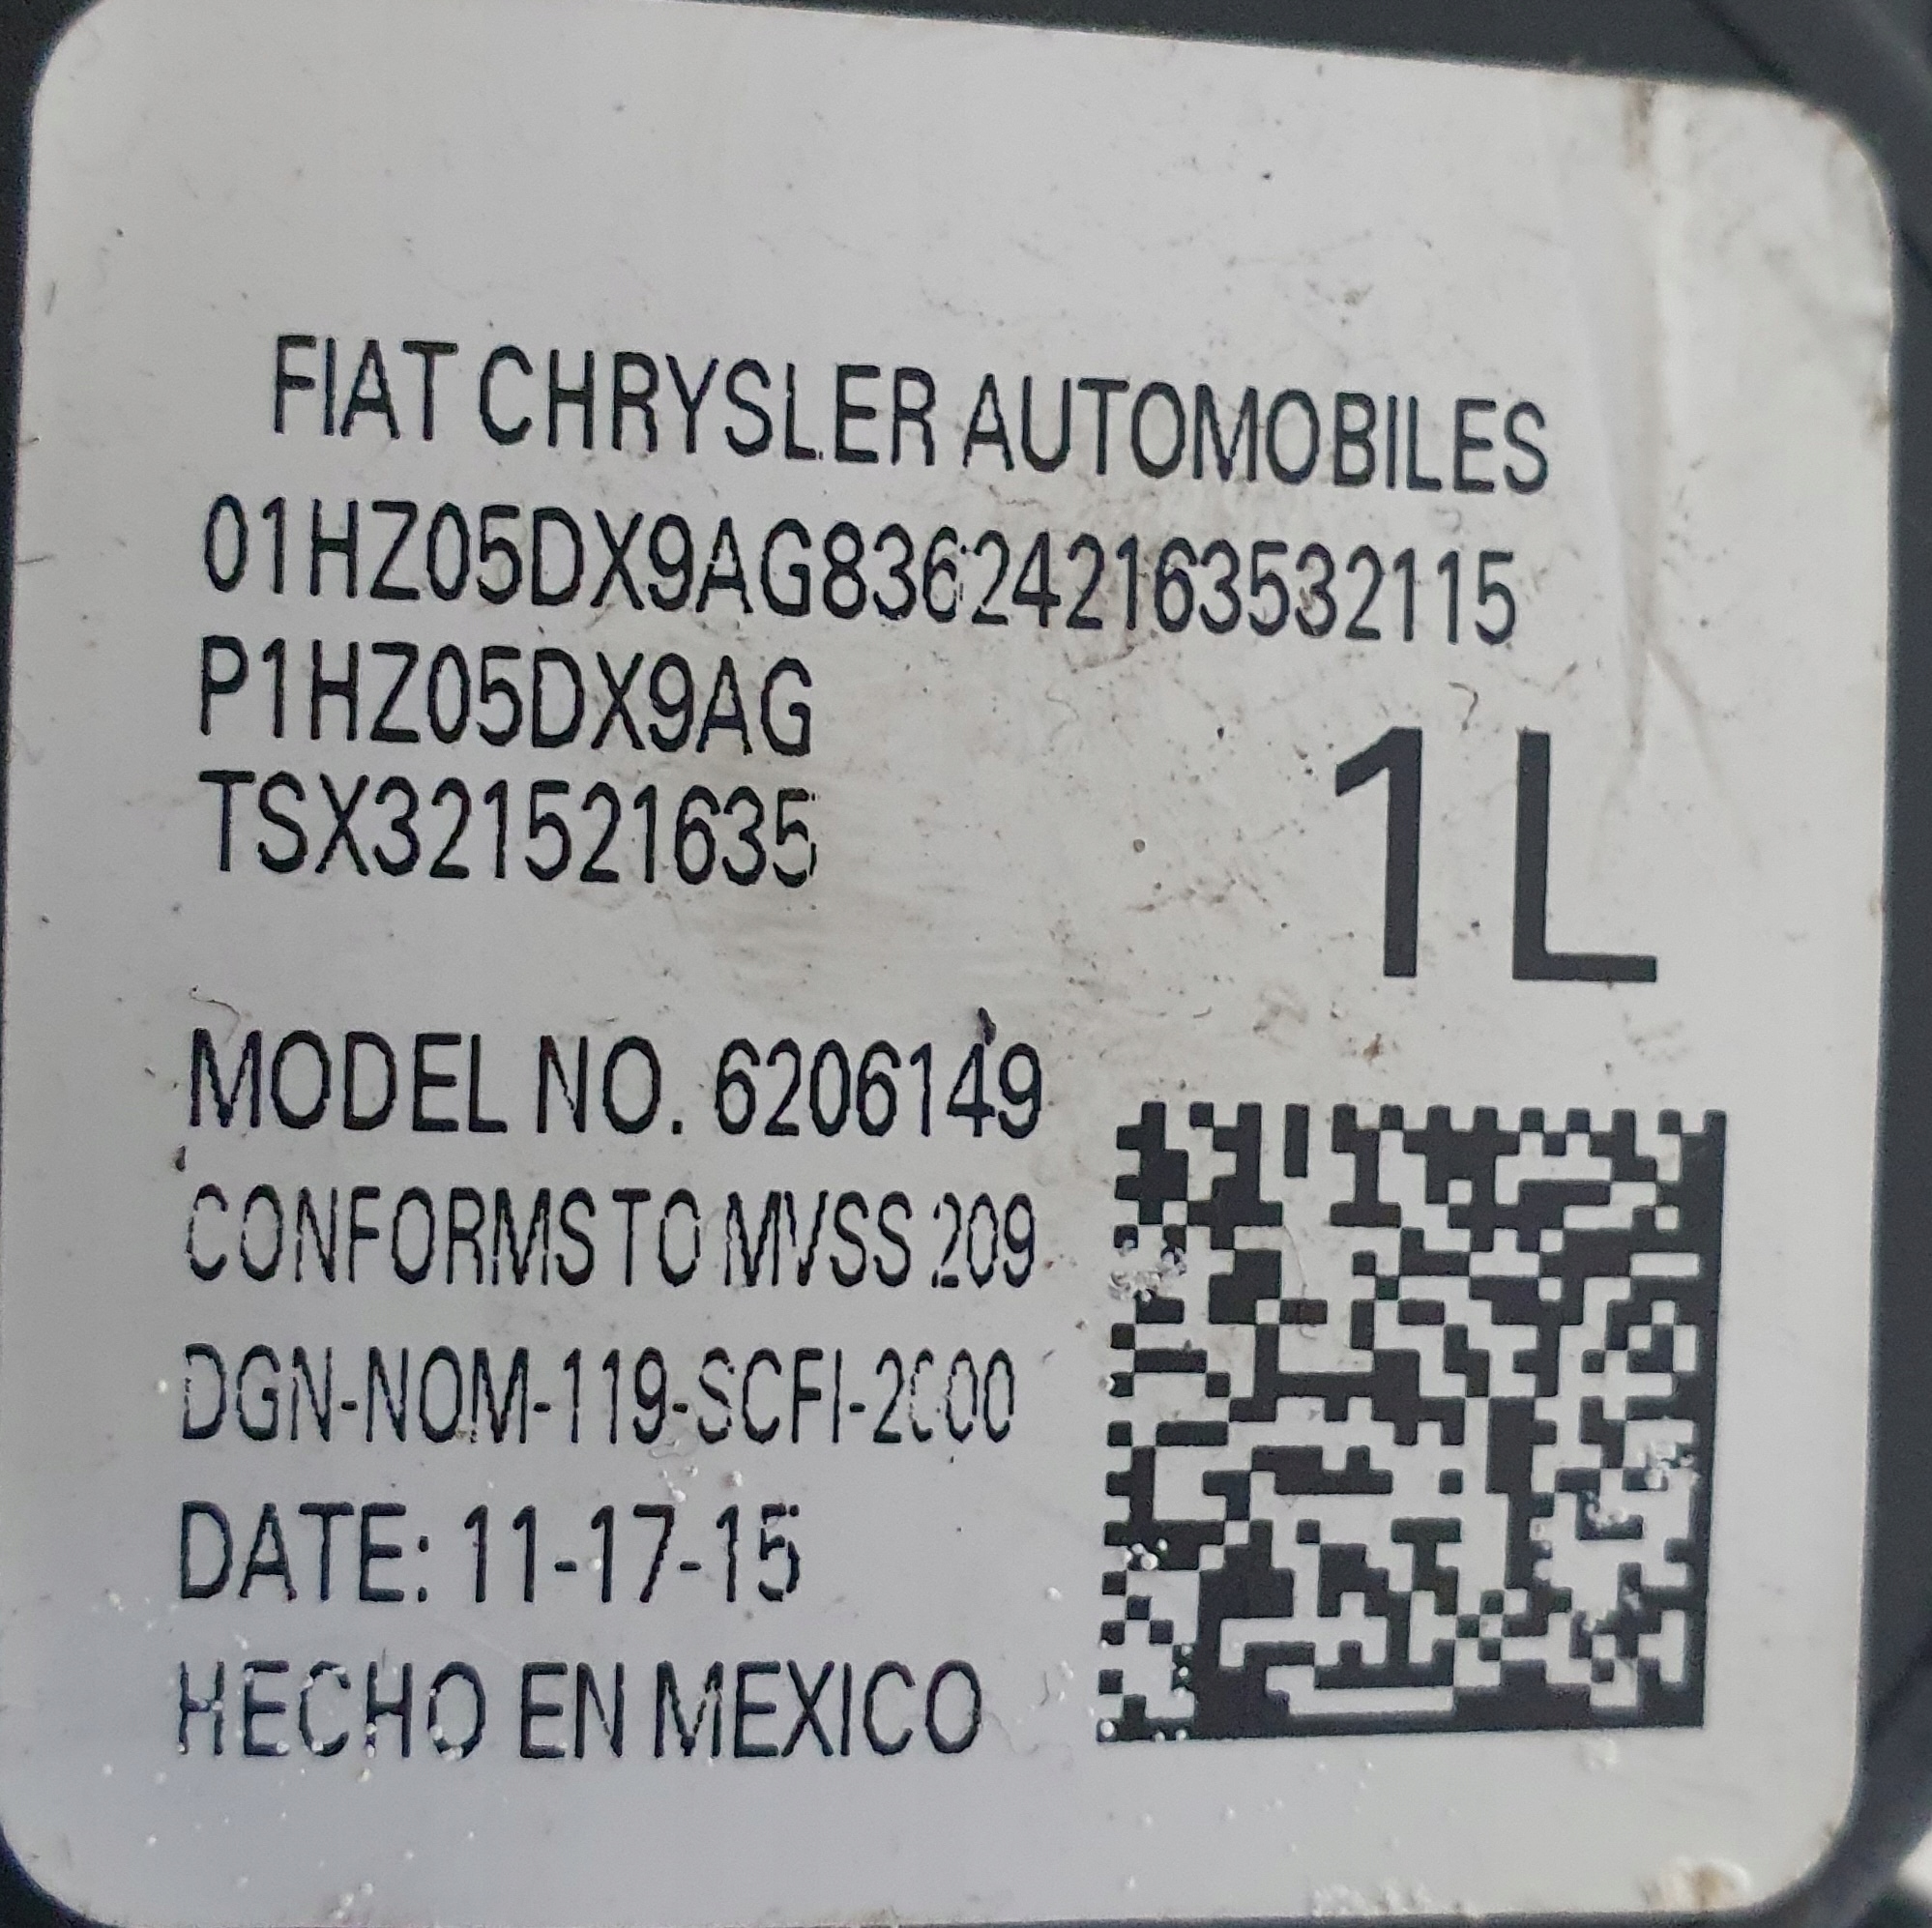 FIAT CHRYSLER AUTOMOBILES
01HZ05DX9AG836242163532115
P1HZ05DX9AG
TSX321521635
1L
MODEL NO. 6206149
CONFORMS TO MVSS 209
DGN-NOM-119-SCFI-2000
DATE: 11-17-15
HECHO EN MEXICO